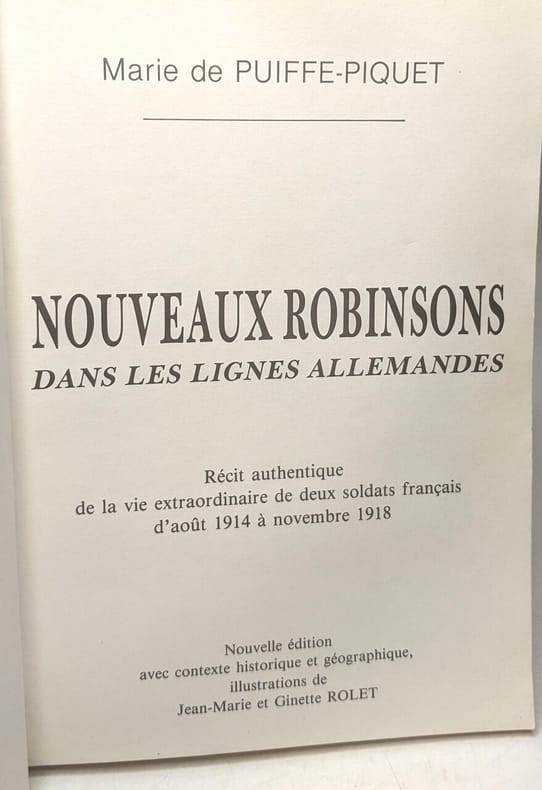 Marie de PUIFFE-PIQUET
NOUVEAUX ROBINSONS
DANS LES LIGNES ALLEMANDES
Récit authentique
de la vie extraordinaire de deux soldats français
d'août 1914 à novembre 1918
Nouvelle édition
avec contexte historique et géographique,
illustrations de
Jean-Marie et Ginette ROLET